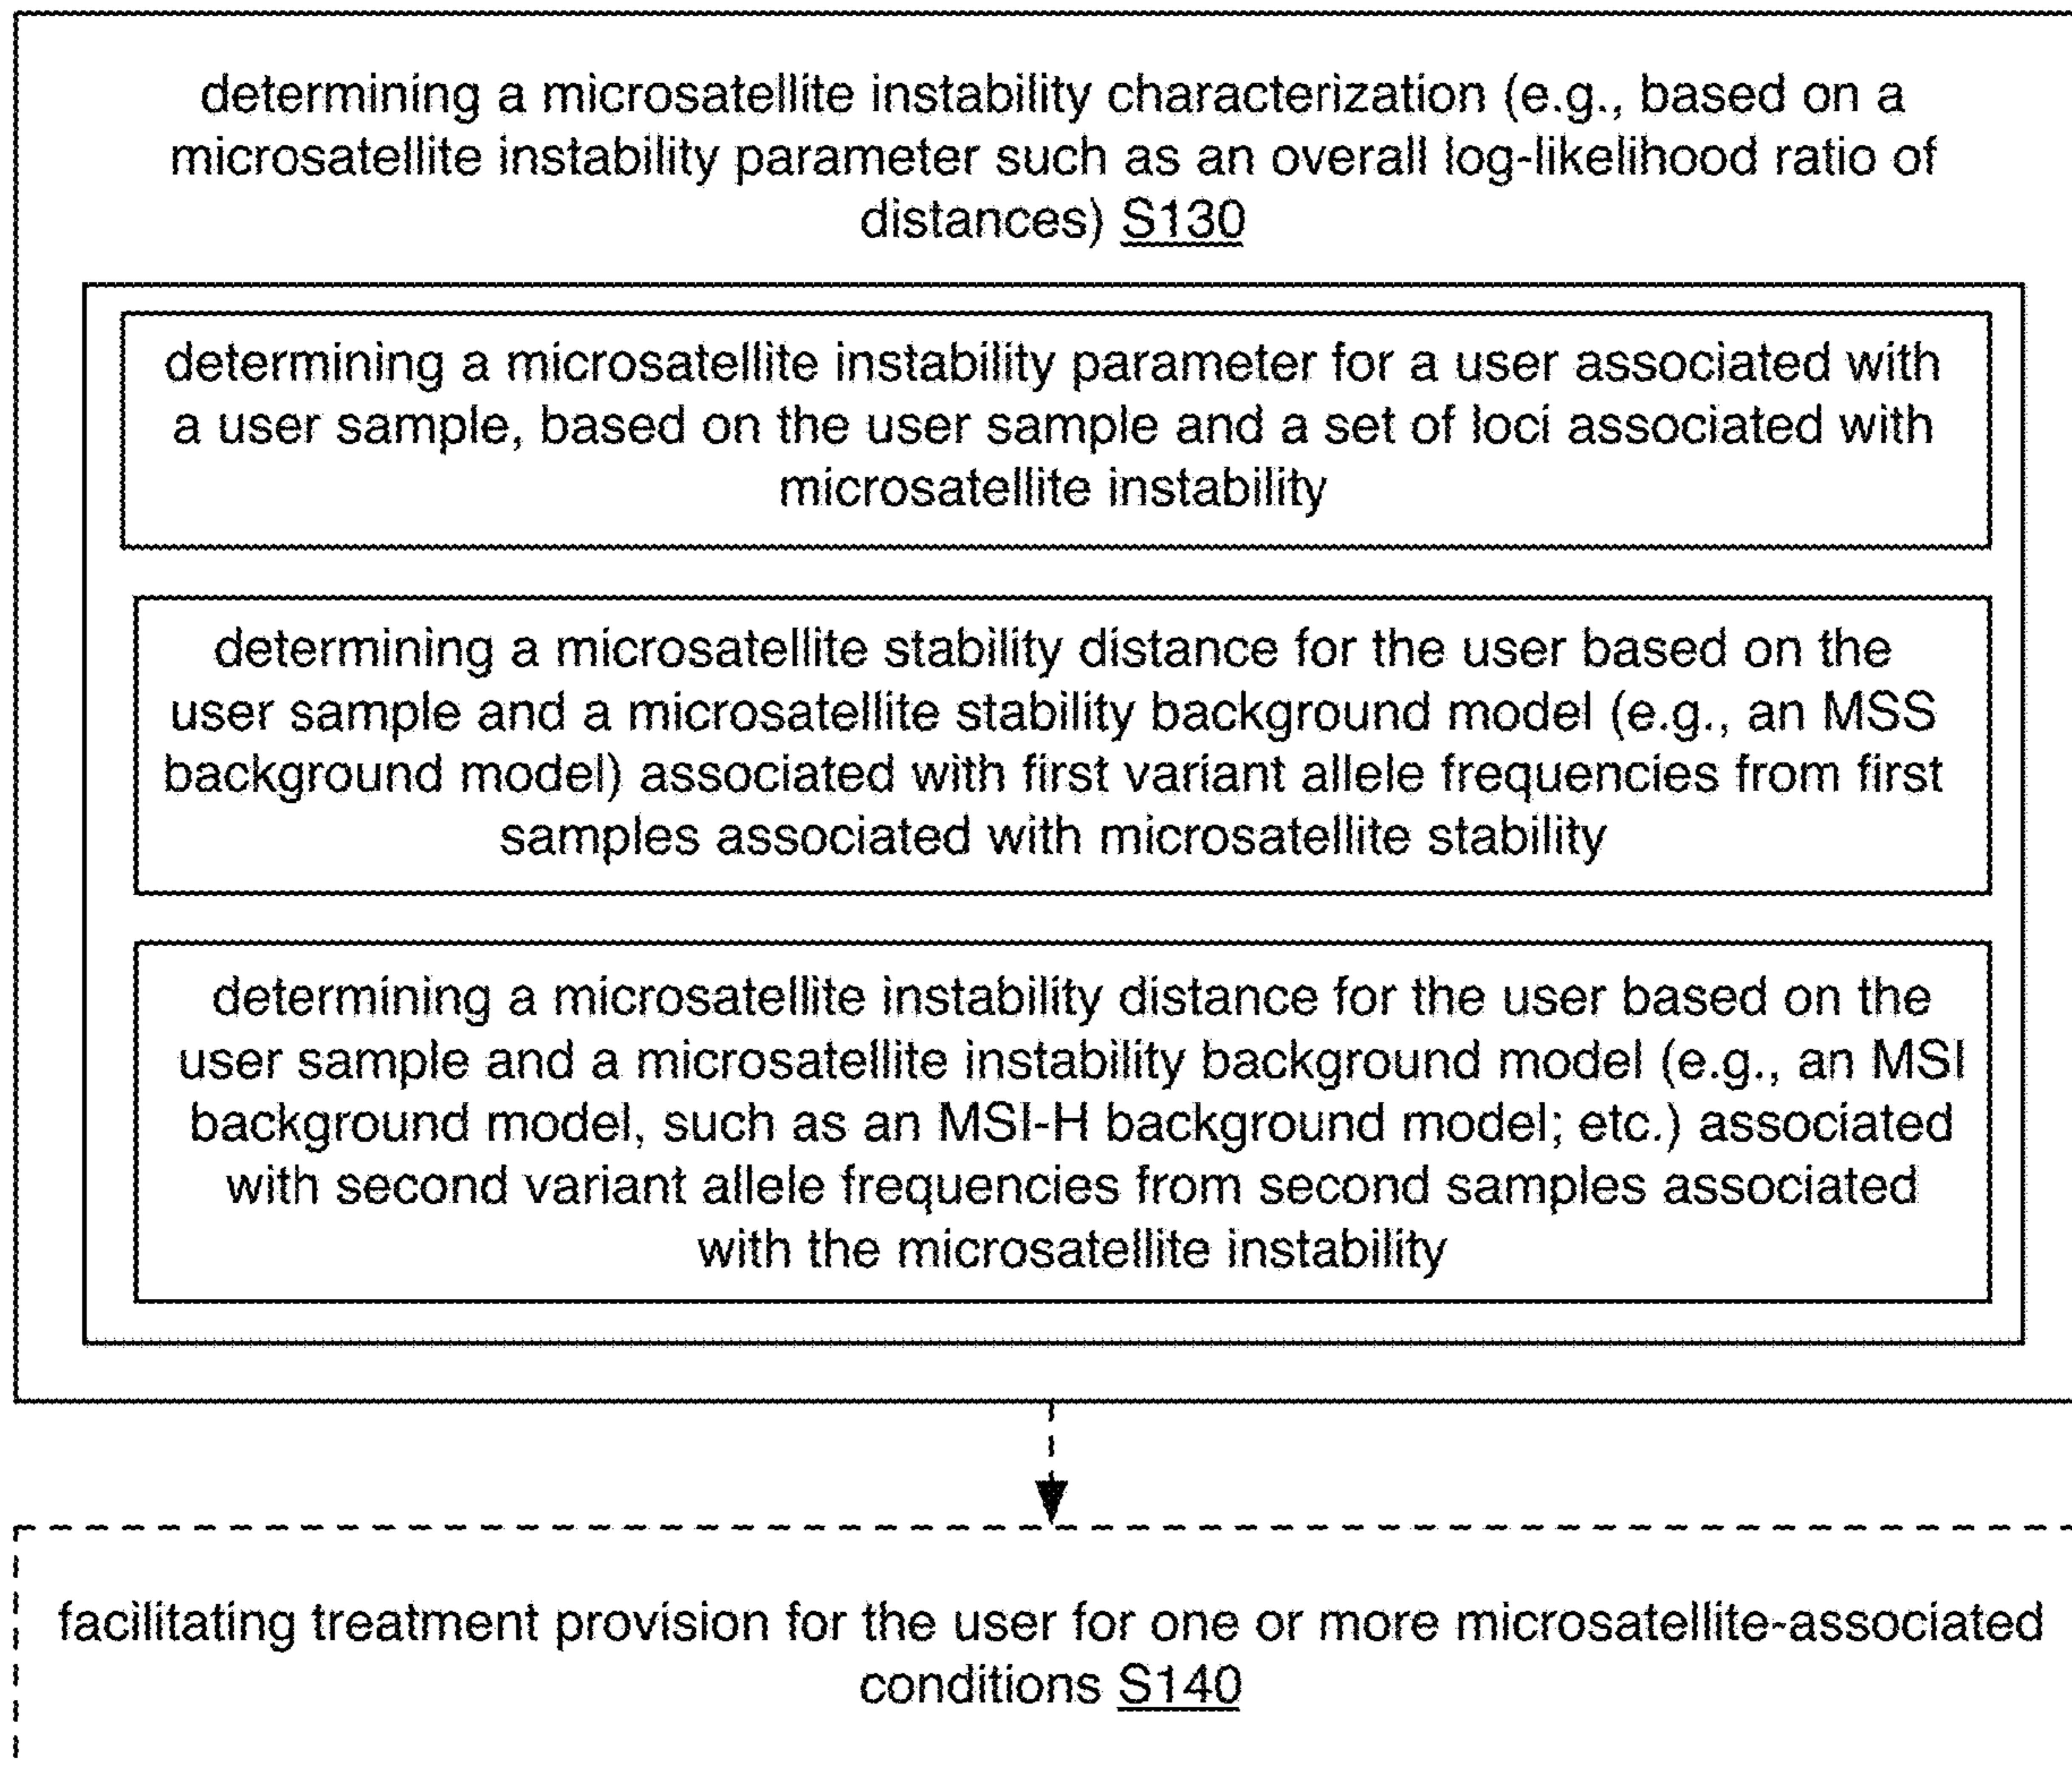 determining a microsatellite instability characterization (e.g., based on a
microsatellite instability parameter such as an overall log-likelihood ratio of
distances) S130
determining a microsatellite instability parameter for a user associated with
a user sample, based on the user sample and a set of loci associated with
microsatellite instability
determining a microsatellite stability distance for the user based on the
user sample and a microsatellite stability background model (e.g., an MSS
background model) associated with first variant allele frequencies from first
samples associated with microsatellite stability
determining a microsatellite instability distance for the user based on the
user sample and a microsatellite instability background model (e.g., an MSI
background model, such as an MSI-H background model; etc.) associated
with second variant allele frequencies from second samples associated
with the microsatellite instability
facilitating treatment provision for the user for one or more microsatellite-associated
conditions S140